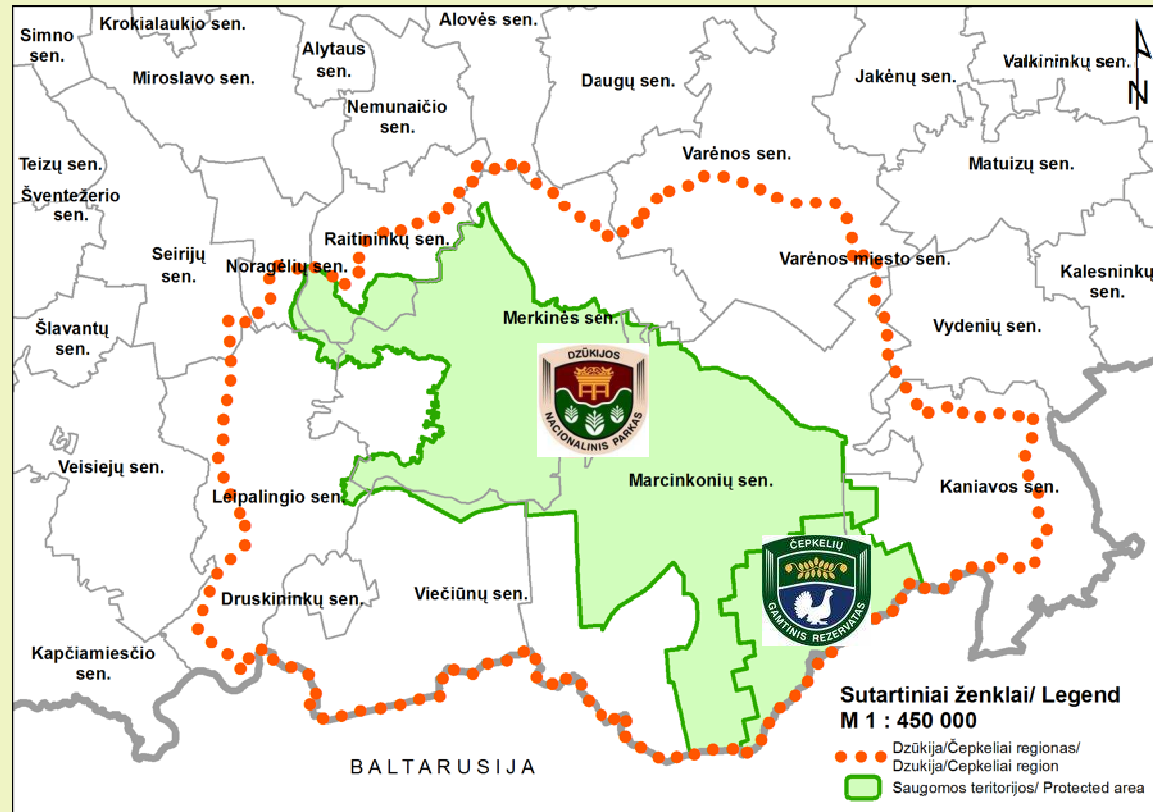 Krokialaukio sen.
Alovės sen.
Simno
sen.
Alytaus
sen.
Miroslavo sen.
Daugų sen.
Jakėnų sen.
Valkininkų sen.
N
Nemunaičio
sen.
Varėnos sen.
Teizų sen.
Matuizų sen.
Šventežerio
sen.
Raitininkų sen.
Seirijų
sen.
Noragėlių sen.
Varėnos miesto sen.
Kalesninkų
sen.
Šlavantų
sen.
Merkinės sen.
Vydenių sen.
DZŪKIJOS
NACIONALINIS PARKAS
Veisiejų sen.
Leipalingio sen.
Marcinkonių sen.
Kaniavos sen.
ČEPKELIŲ
GAMTINIS REZERVATAS
Druskininkų sen.
Viečiūnų sen.
Kapčiamiesčio
sen.
BALTARUSIJA
Sutartiniai ženklai/ Legend
M 1 : 450 000
Dzūkija/Čepkeliai regionas/
Dzukija/Čepkeliai region
Saugomos teritorijos/ Protected area